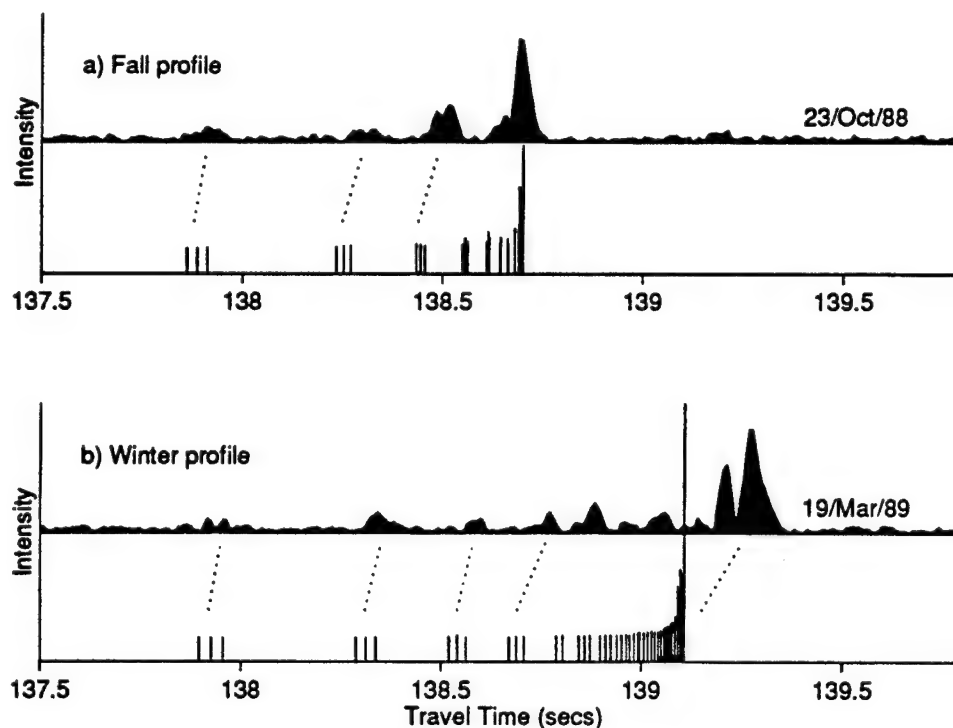 a) Fall profile
23/Oct/88
Intensity
137.5 138 138.5 139 139.5
b) Winter profile
19/Mar/89
Intensity
137.5 138 138.5 139 139.5
Travel Time (secs)